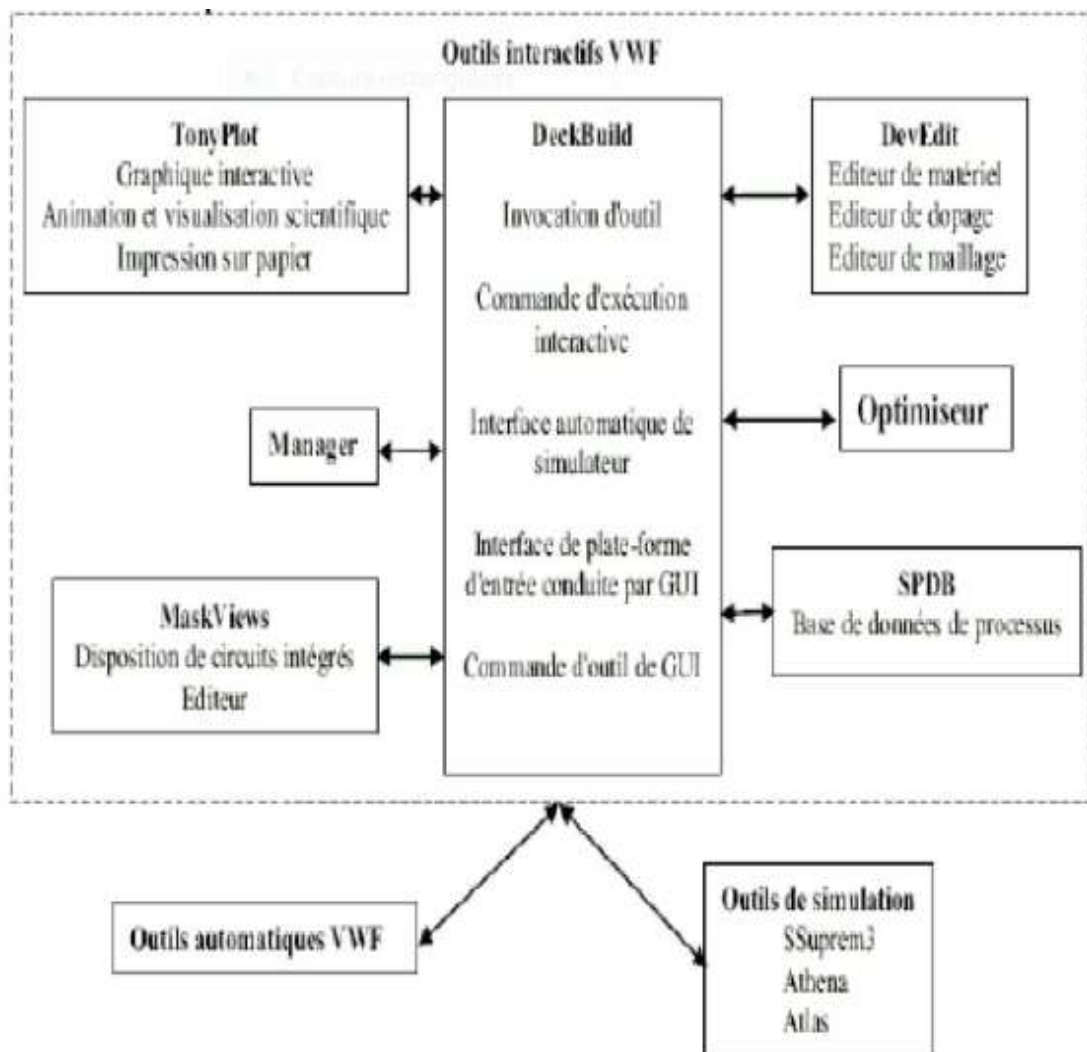 Outils interactifs VWF
TonyPlot
Graphique interactive
Animation et visualisation scientifique
Impression sur papier
DeckBuild
Invocation d'outil
Commande d'exécution
interactive
Interface automatique de
simulateur
Interface de plate-forme
d'entrée conduite par GUI
Commande d'outil de GUI
DevEdit
Editeur de matériel
Editeur de dopage
Editeur de maillage
Manager
Optimiseur
MaskViews
Disposition de circuits intégrés
Editeur
SPDB
Base de données de processus
Outils automatiques VWF
Outils de simulation
SSuprem3
Athena
Atlas